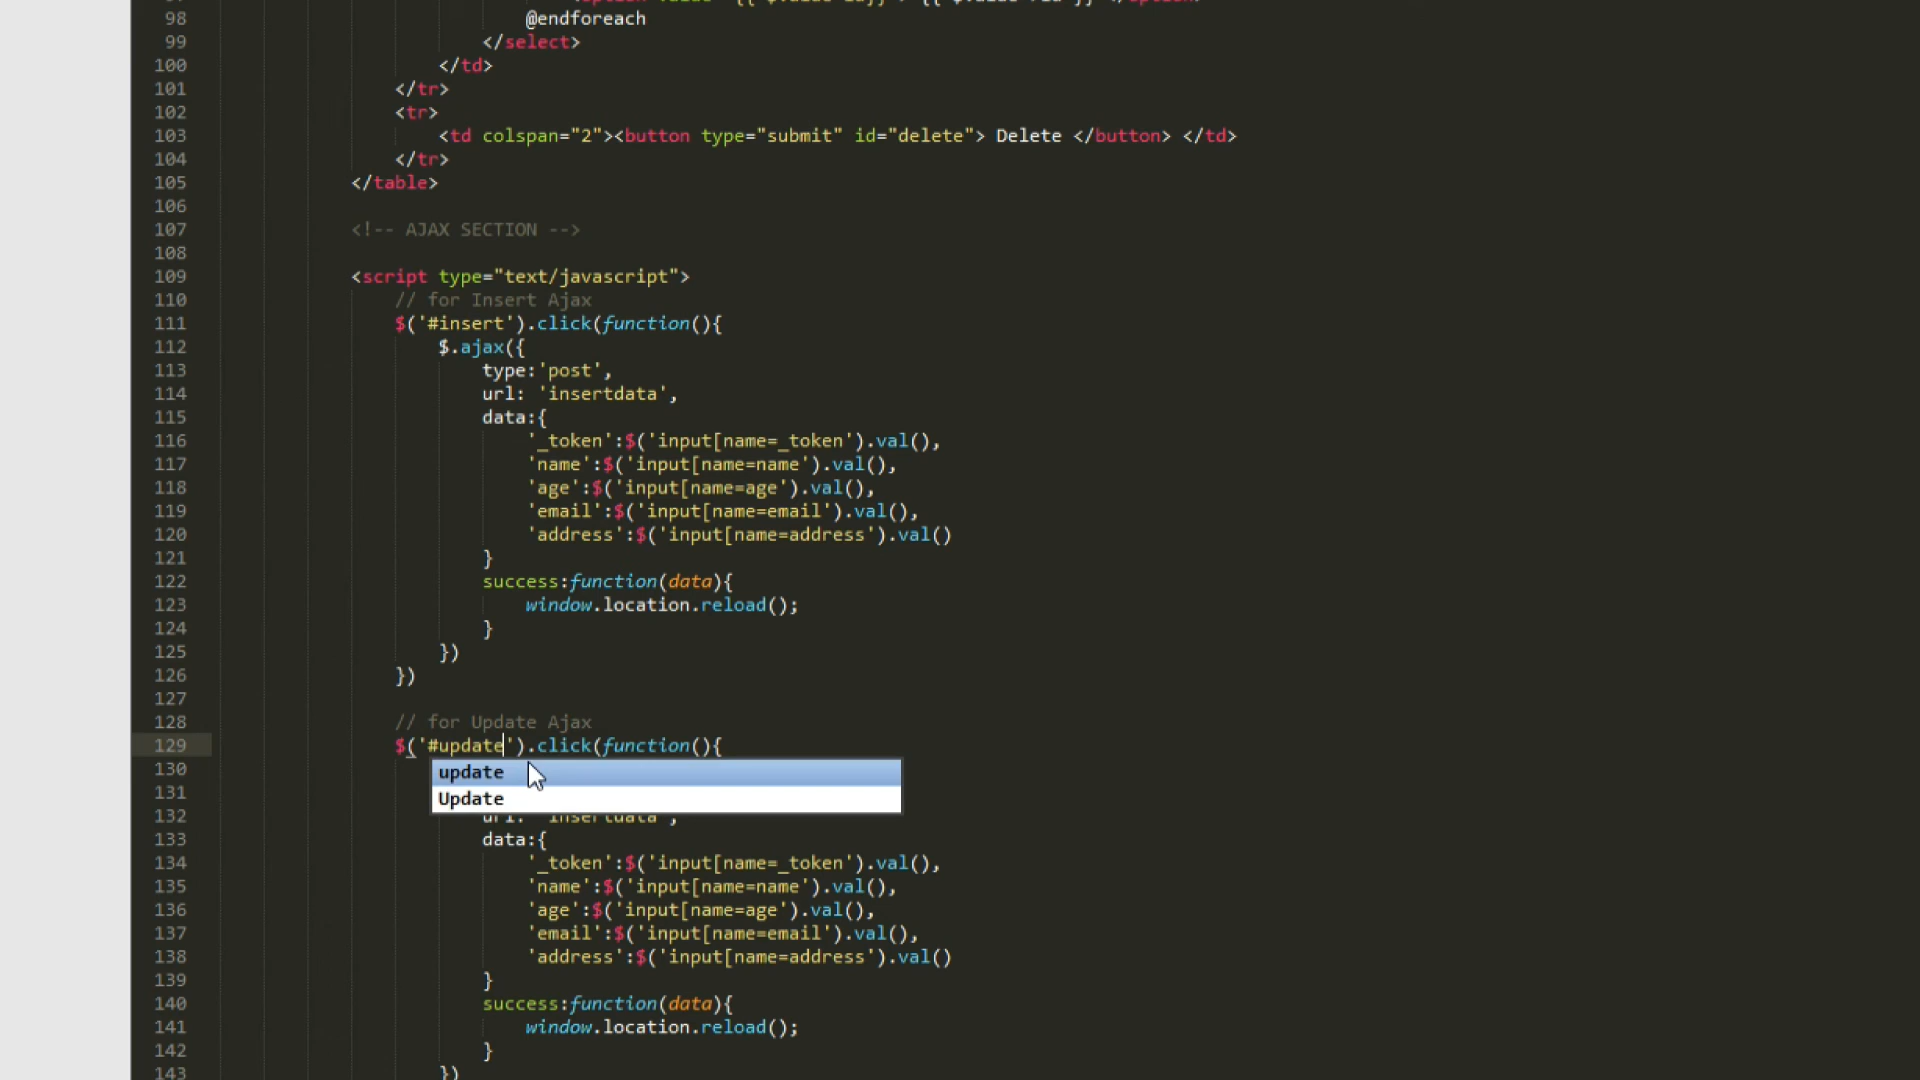 98 @endforeach
99 </select>
100 </td>
101 </tr>
102 <tr>
103 <td colspan="2"><button type="submit" id="delete"> Delete </button> </td>
104 </tr>
105 </table>
106
107 <!-- AJAX SECTION -->
108
109 <script type="text/javascript">
110 // for Insert Ajax
111 $('#insert').click(function(){
112 $.ajax({
113 type:'post',
114 url: 'insertdata',
115 data:{
116 '_token':$('input[name=_token').val(),
117 'name':$('input[name=name').val(),
118 'age':$('input[name=age').val(),
119 'email':$('input[name=email').val(),
120 'address':$('input[name=address').val()
121 }
122 success:function(data){
123 window.location.reload();
124 }
125 })
126 })
127
128 // for Update Ajax
129 $('#update').click(function(){
130 update
131 Update
132 url: 'insertdata',
133 data:{
134 '_token':$('input[name=_token').val(),
135 'name':$('input[name=name').val(),
136 'age':$('input[name=age').val(),
137 'email':$('input[name=email').val(),
138 'address':$('input[name=address').val()
139 }
140 success:function(data){
141 window.location.reload();
142 }
143 })